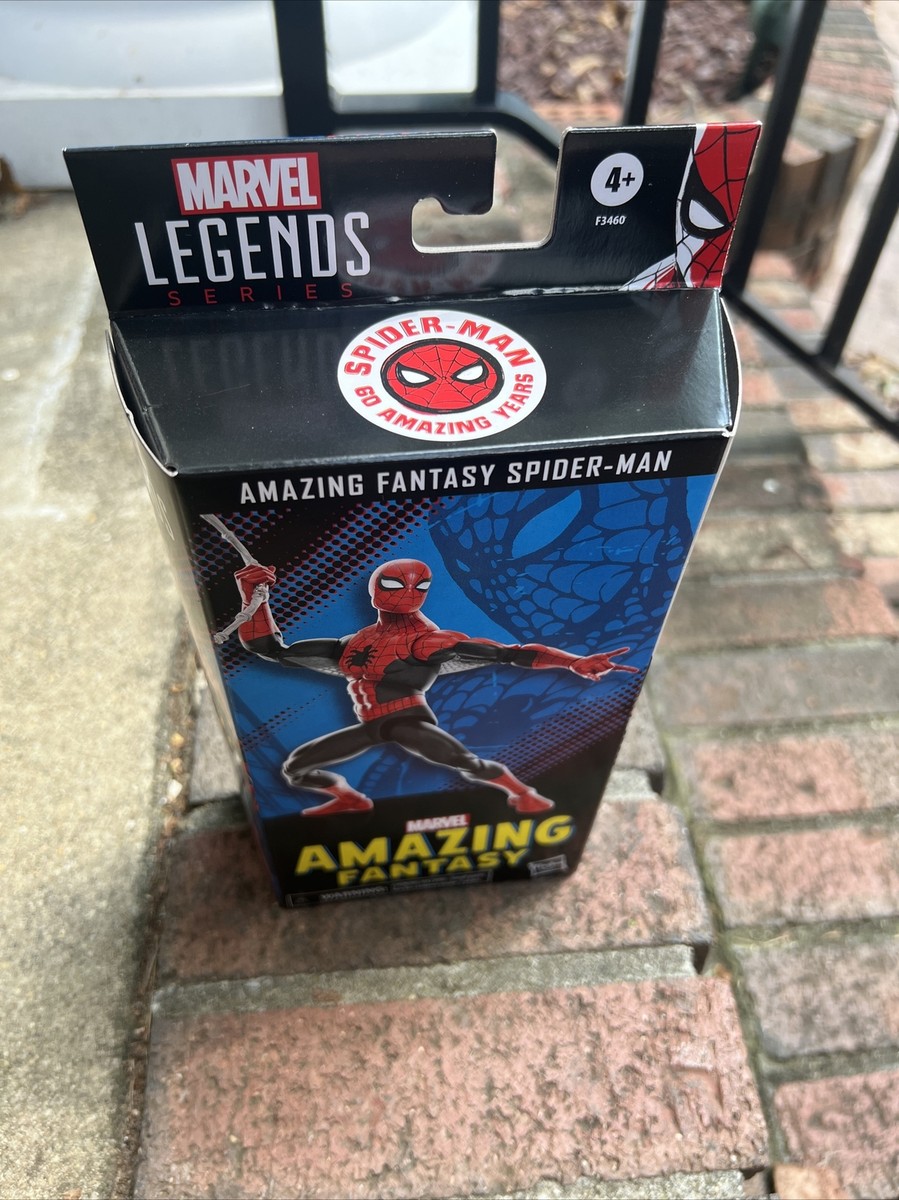 MARVEL
LEGENDS
SERIES
4+
F3460
SPIDER-MAN
60 AMAZING YEARS
AMAZING FANTASY SPIDER-MAN
MARVEL
AMAZING
FANTASY
WARNING: